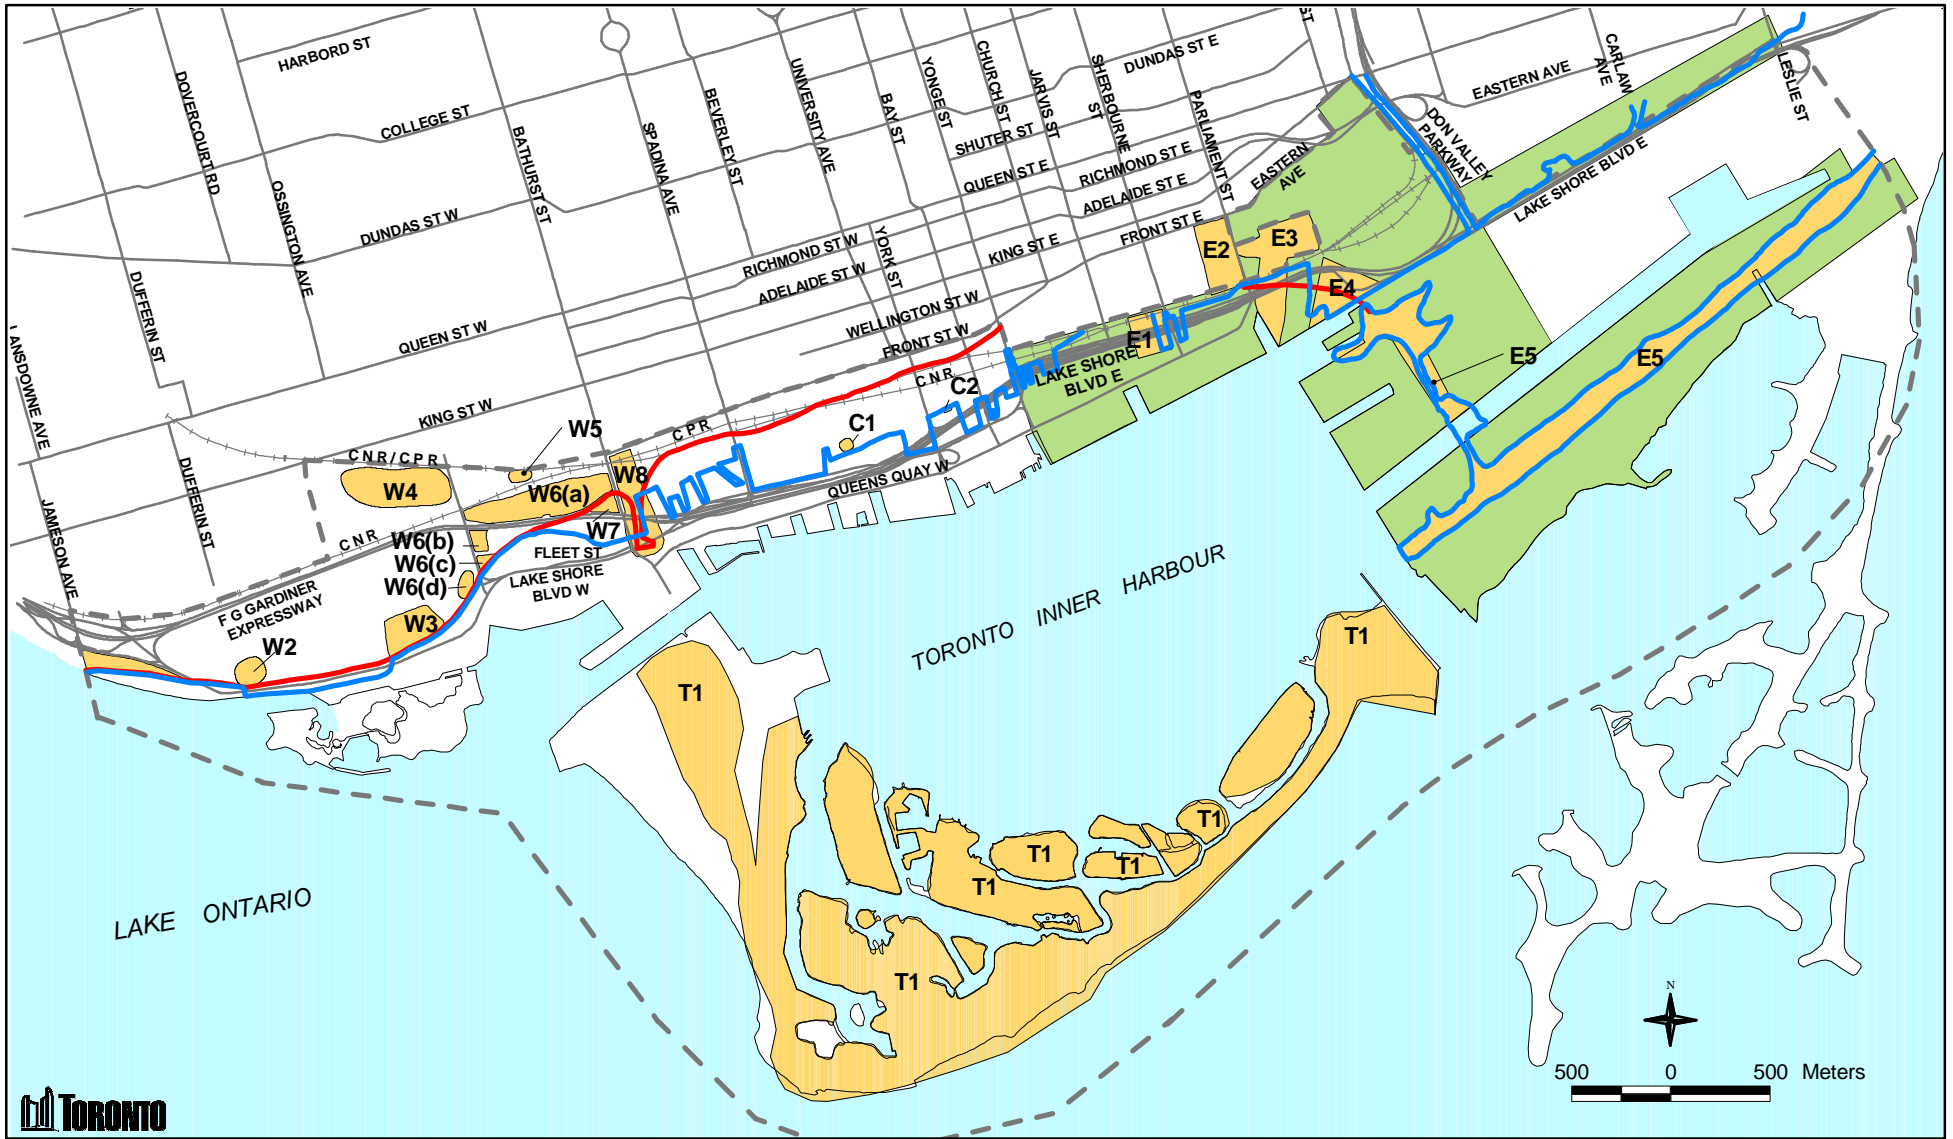 HARBORD ST
DOVERCOURT RD
COLLEGE ST
OSSINGTON AVE
DUNDAS ST W
BATHURST ST
SPADINA AVE
BEVERLEY ST
UNIVERSITY AVE
BAY ST
YONGE ST
CHURCH ST
JARVIS ST
SHERBOURNE
ST
DUNDAS ST E
SHUTER ST
QUEEN ST E
RICHMOND ST E
ADELAIDE ST E
PARLIAMENT ST
EASTERN
AVE
ST
DON VALLEY
PARKWAY
EASTERN AVE
CARLAW
AVE
LESLIE ST
LAKE SHORE BLVD E
FRONT ST E
KING ST E
YORK ST
RICHMOND ST W
ADELAIDE ST W
WELLINGTON ST W
FRONT ST W
DUFFERIN ST
QUEEN ST W
LANSDOWNE AVE
KING ST W
CNR
CPR
CNR/CPR
DUFFERIN ST
JAMESON AVE
CNR
F G GARDINER
EXPRESSWAY
FLEET ST
LAKE SHORE
BLVD W
QUEENS QUAY W
LAKE SHORE
BLVD E
W2
W3
W4
W5
W6(a)
W6(b)
W6(c)
W6(d)
W7
W8
C1
C2
E1
E2
E3
E4
E5
E5
TORONTO INNER HARBOUR
T1
T1
T1
T1
T1
T1
T1
LAKE ONTARIO
N
500 0 500 Meters
TORONTO